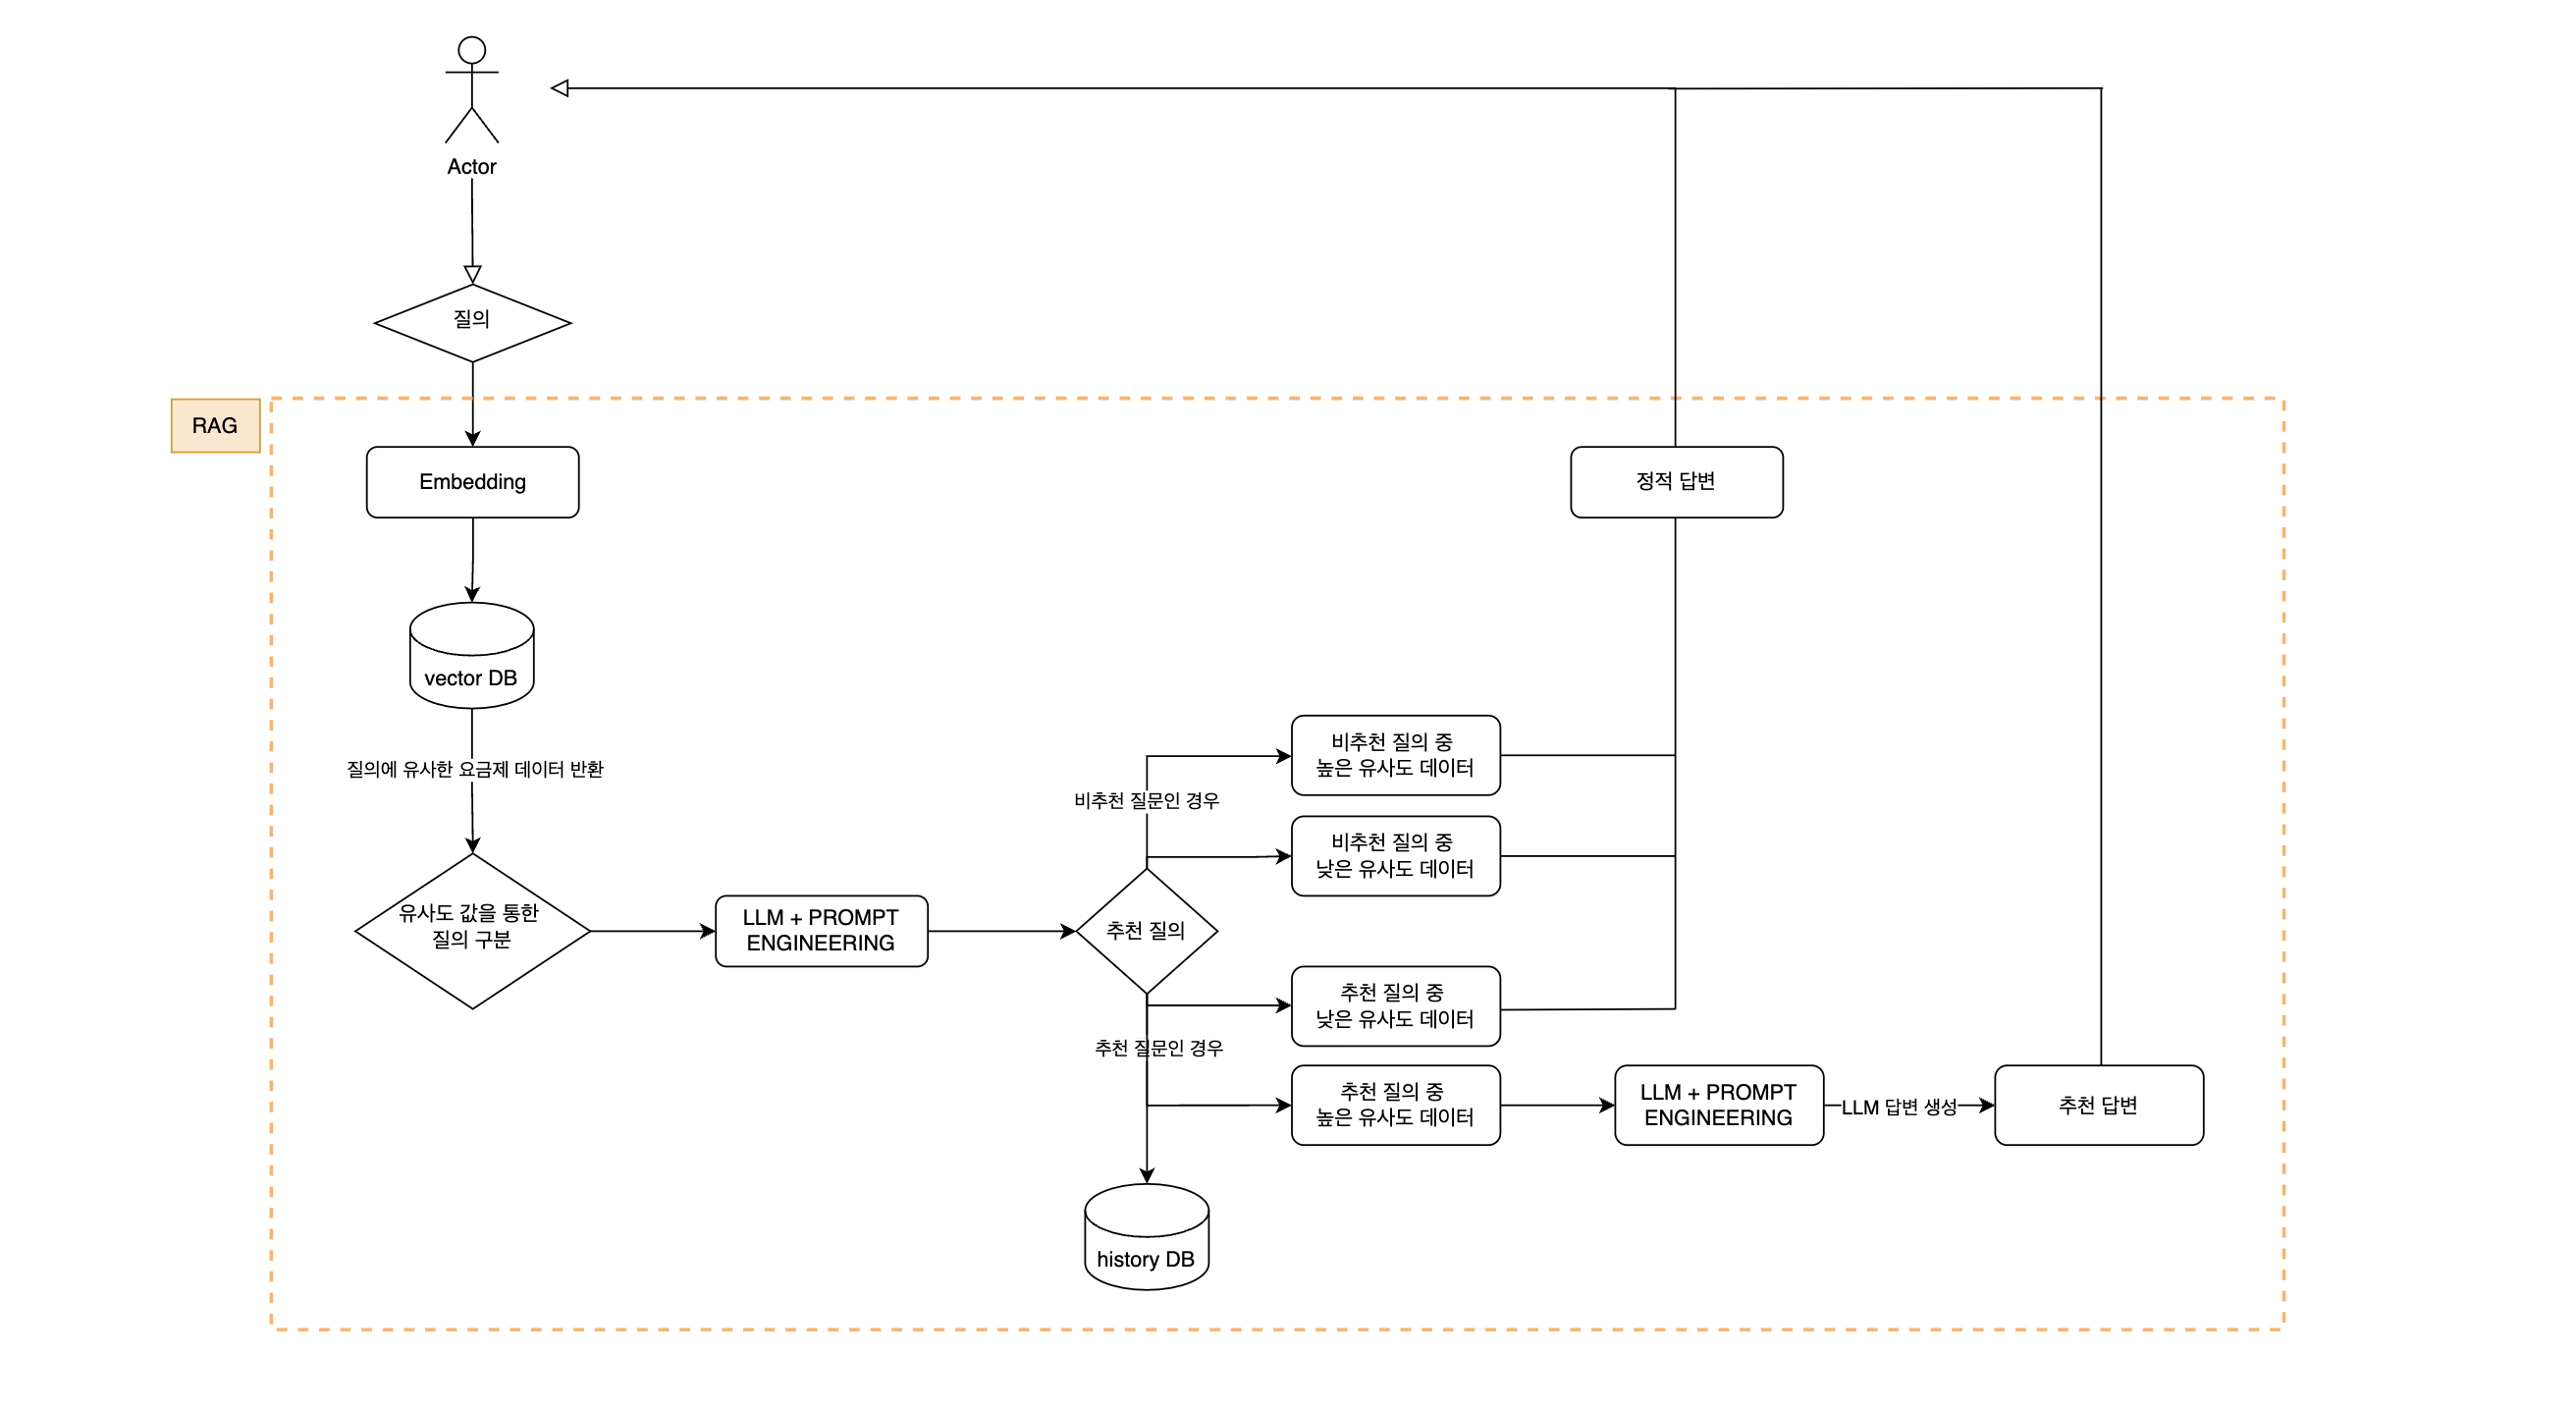 Actor
질의
RAG
Embedding
정적 답변
vector DB
질의에 유사한 요금제 데이터 반환
비추천 질의 중
높은 유사도 데이터
비추천 질문인 경우
비추천 질의 중
낮은 유사도 데이터
유사도 값을 통한
질의 구분
LLM + PROMPT
ENGINEERING
추천 질의
추천 질의 중
낮은 유사도 데이터
추천 질문인 경우
추천 질의 중
높은 유사도 데이터
LLM + PROMPT
ENGINEERING
LLM 답변 생성
추천 답변
history DB